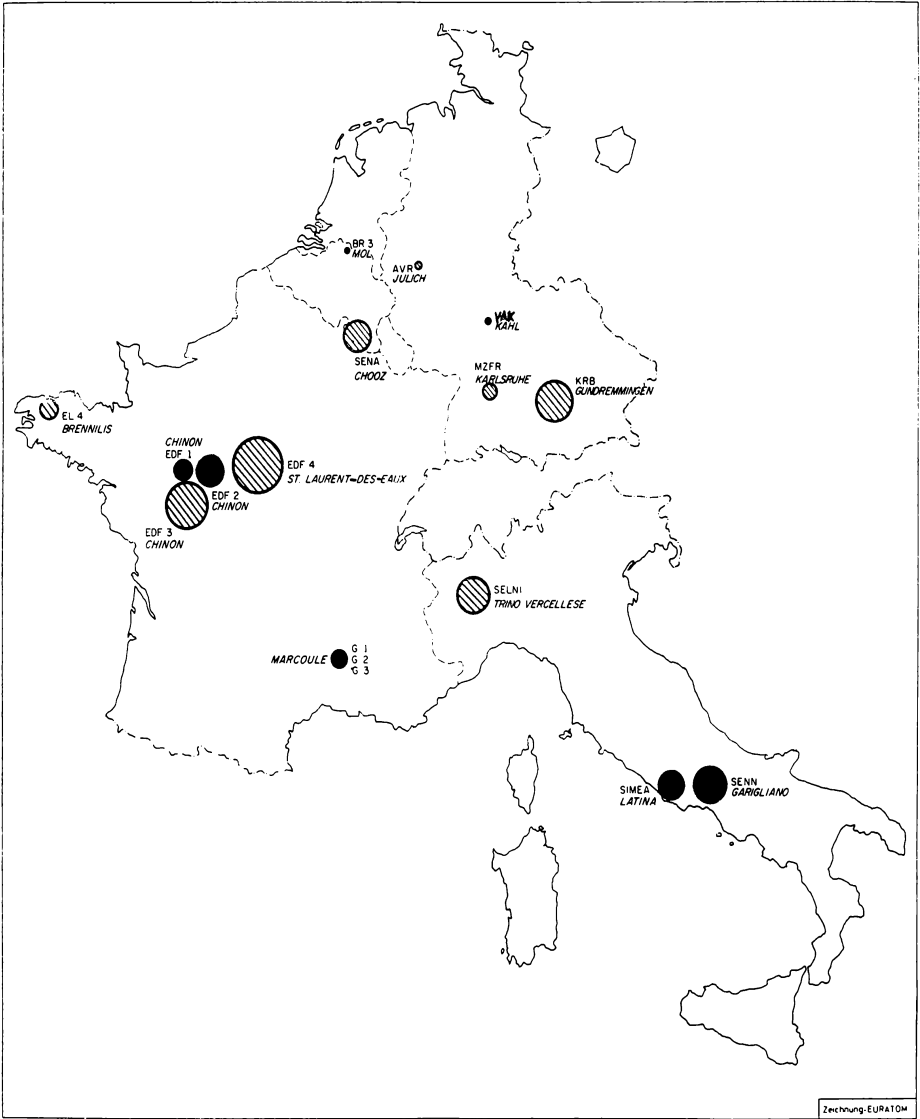 BR 3
MOL
AVR
JULICH
VAK
KAHL
SENA
CHOOZ
MZFR
KARLSRUHE
KRB
GUNDREMMINGEN
EL 4
BRENNILIS
CHINON
EDF 1
EDF 4
ST. LAURENT-DES-EAUX
EDF 2
CHINON
EDF 3
CHINON
SELNI
TRINO VERCELLESE
MARCOULE
G 1
G 2
G 3
SIMEA
LATINA
SENN
GARIGLIANO
Zeichnung-EURATOM